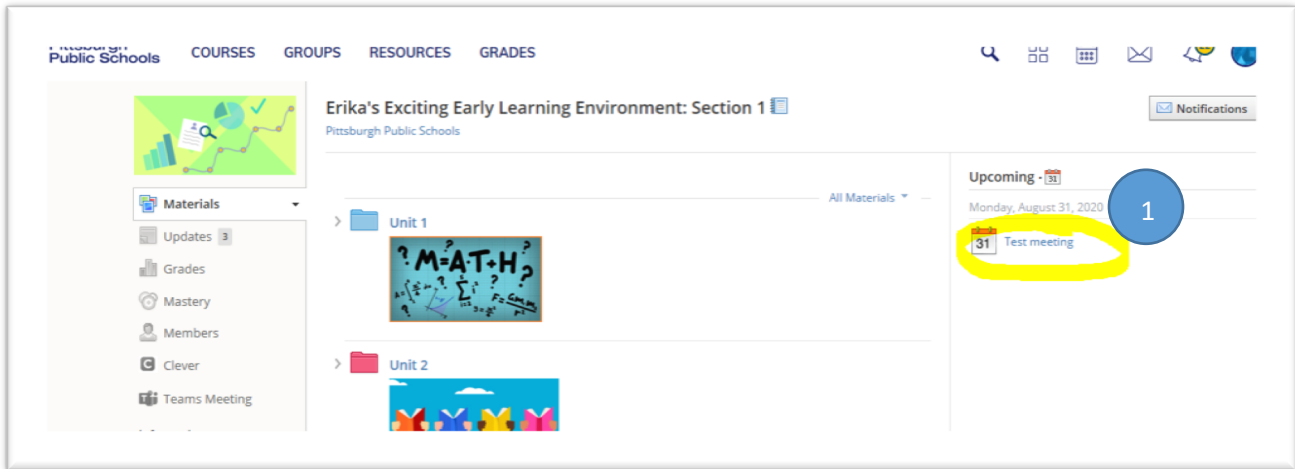 Pittsburgh
Public Schools
COURSES GROUPS RESOURCES GRADES
Erika's Exciting Early Learning Environment: Section 1
Pittsburgh Public Schools
Notifications
Materials
Updates 3
Grades
Mastery
Members
Clever
Teams Meeting
All Materials
Unit 1
M=A·T+H
Unit 2
Upcoming · 31
Monday, August 31, 2020
1
31 Test meeting